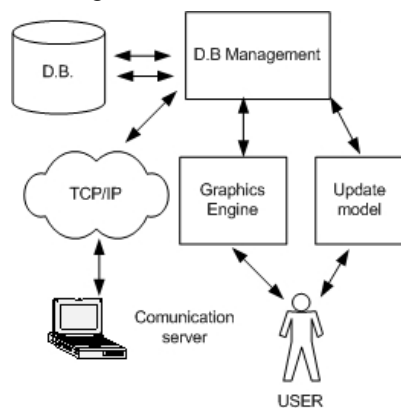 D.B.
D.B Management
TCP/IP
Graphics
Engine
Update
model
Comunication
server
USER